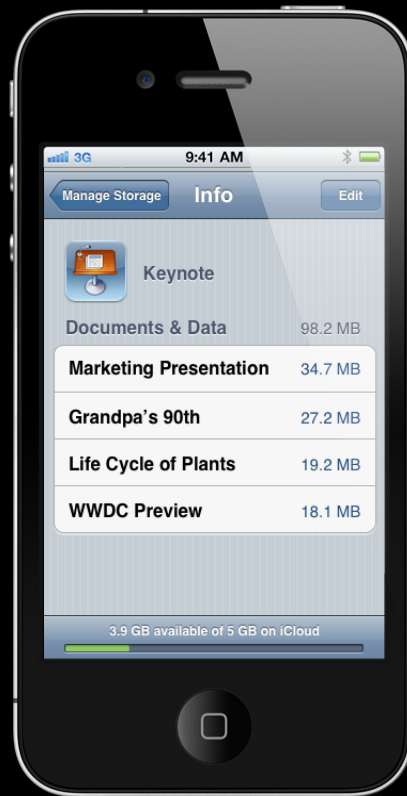 3G 9:41 AM
Manage Storage Info Edit
Keynote
Documents & Data 98.2 MB
Marketing Presentation 34.7 MB
Grandpa's 90th 27.2 MB
Life Cycle of Plants 19.2 MB
WWDC Preview 18.1 MB
3.9 GB available of 5 GB on iCloud